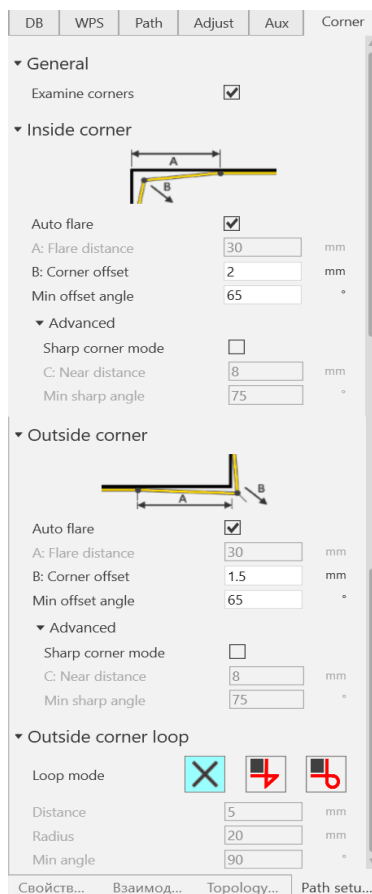 DB WPS Path Adjust Aux Corner
General
Examine corners
Inside corner
A
B
Auto flare
A: Flare distance 30 mm
B: Corner offset 2 mm
Min offset angle 65 °
Advanced
Sharp corner mode
C: Near distance 8 mm
Min sharp angle 75 °
Outside corner
B
A
Auto flare
A: Flare distance 30 mm
B: Corner offset 1.5 mm
Min offset angle 65 °
Advanced
Sharp corner mode
C: Near distance 8 mm
Min sharp angle 75 °
Outside corner loop
Loop mode
Distance 5 mm
Radius 20 mm
Min angle 90 °
Свойств... Взаимод... Topology... Path setu...